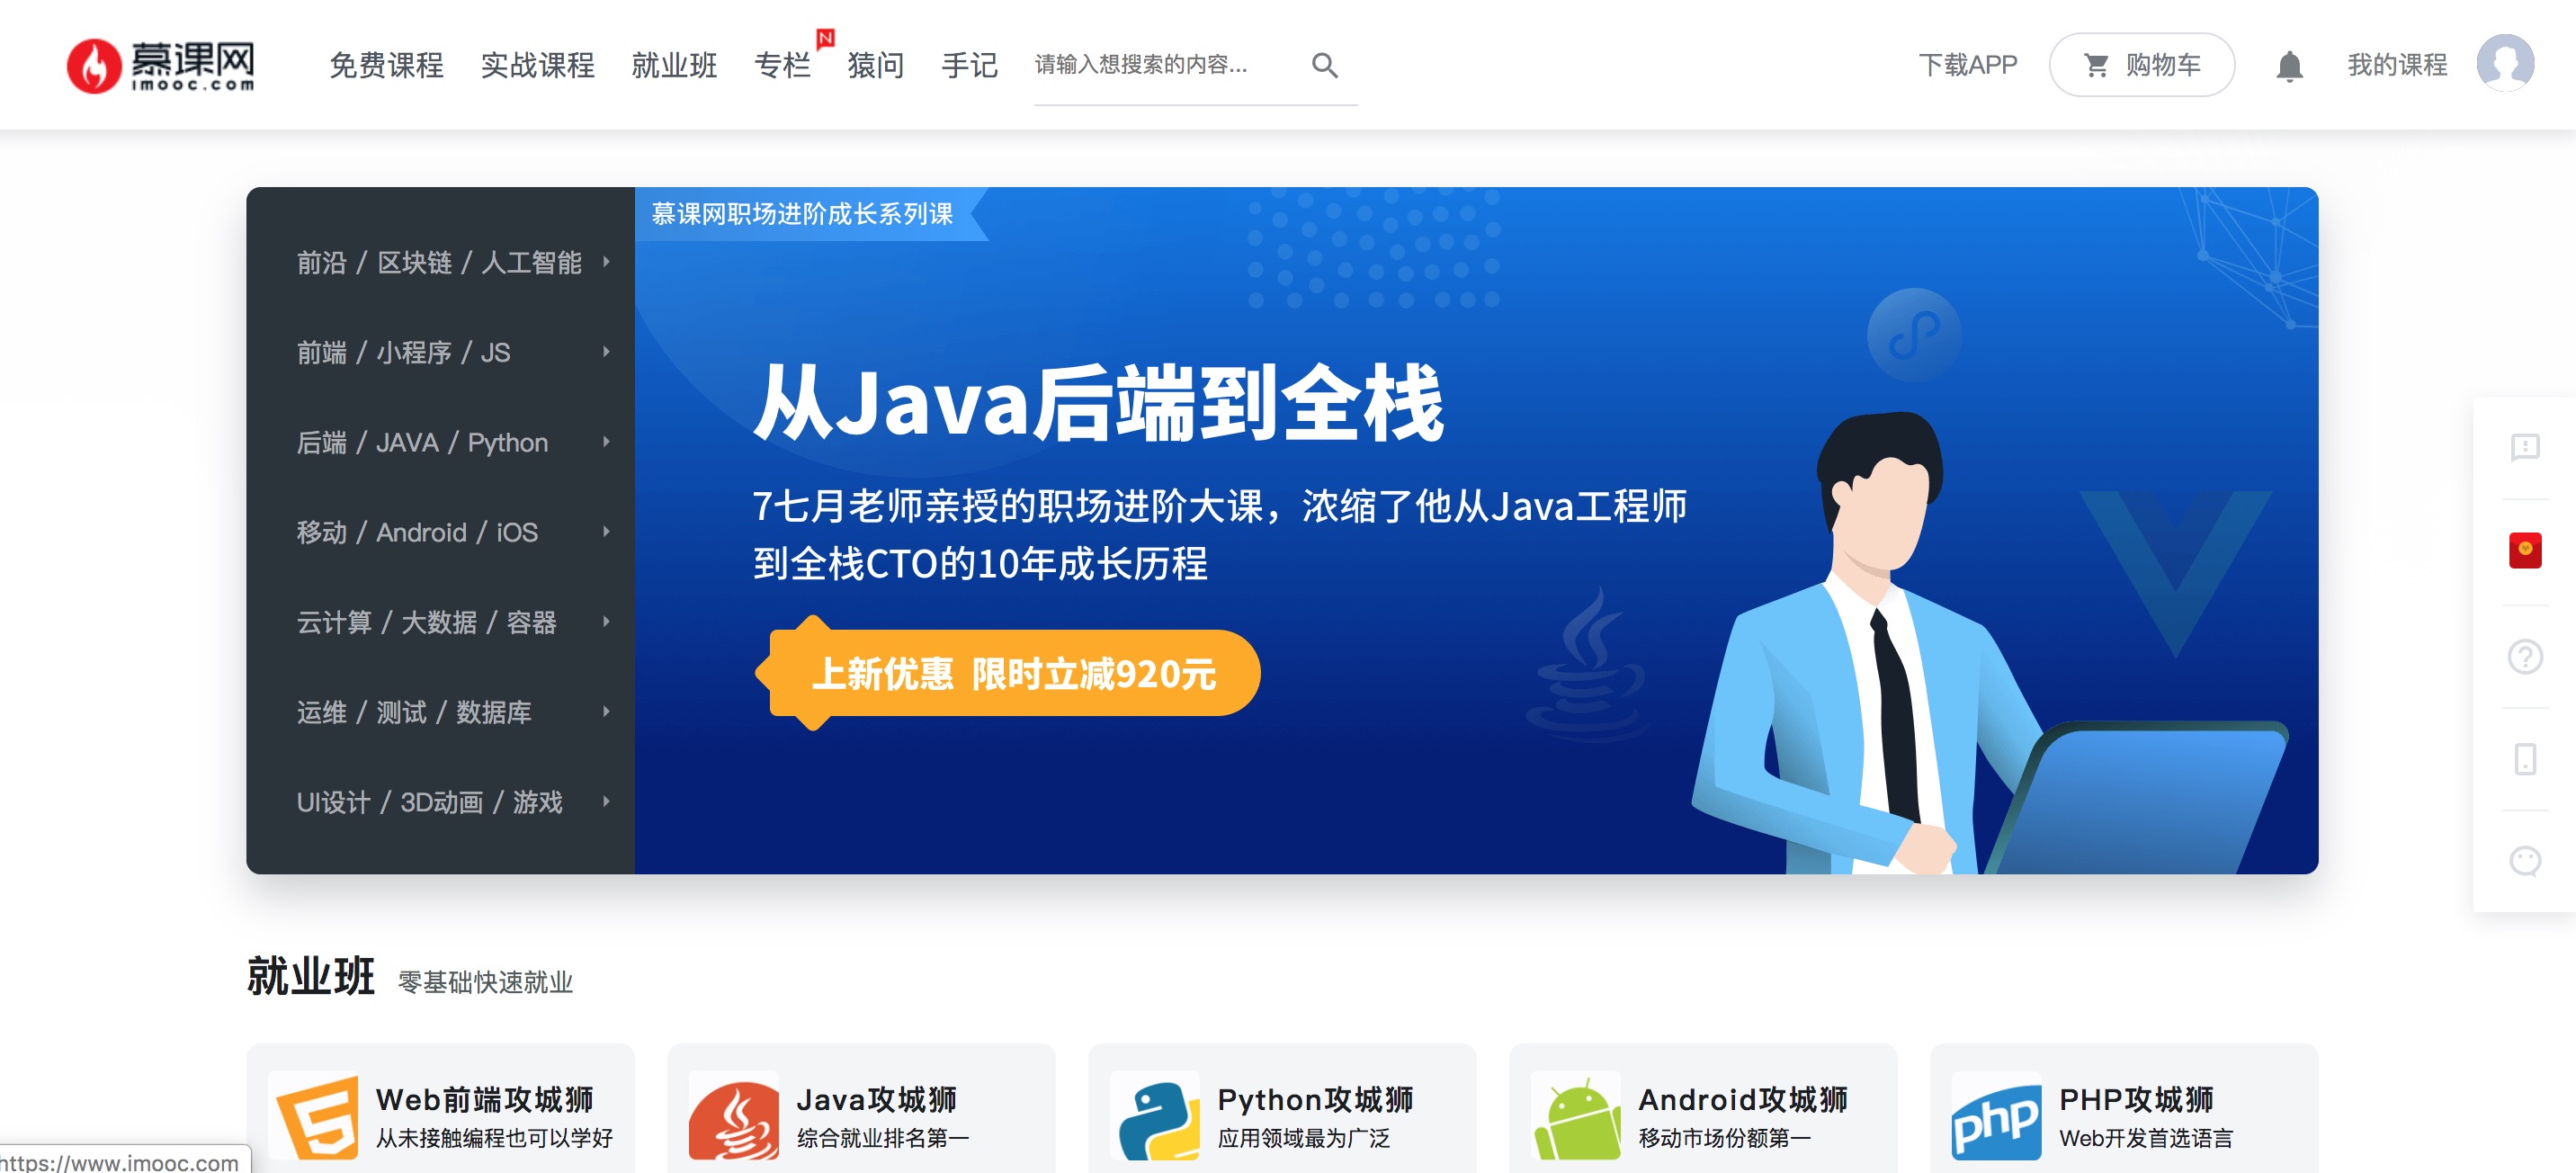 慕课网
imooc.com
免费课程 实战课程 就业班 专栏 N 猿问 手记 请输入想搜索的内容... 下载APP 购物车 我的课程
慕课网职场进阶成长系列课
前沿 / 区块链 / 人工智能
前端 / 小程序 / JS
后端 / JAVA / Python
移动 / Android / iOS
云计算 / 大数据 / 容器
运维 / 测试 / 数据库
UI设计 / 3D动画 / 游戏
从Java后端到全栈
7七月老师亲授的职场进阶大课，浓缩了他从Java工程师
到全栈CTO的10年成长历程
上新优惠 限时立减920元
就业班 零基础快速就业
Web前端攻城狮
从未接触编程也可以学好
Java攻城狮
综合就业排名第一
Python攻城狮
应用领域最为广泛
Android攻城狮
移动市场份额第一
php
PHP攻城狮
Web开发首选语言
https://www.imooc.com